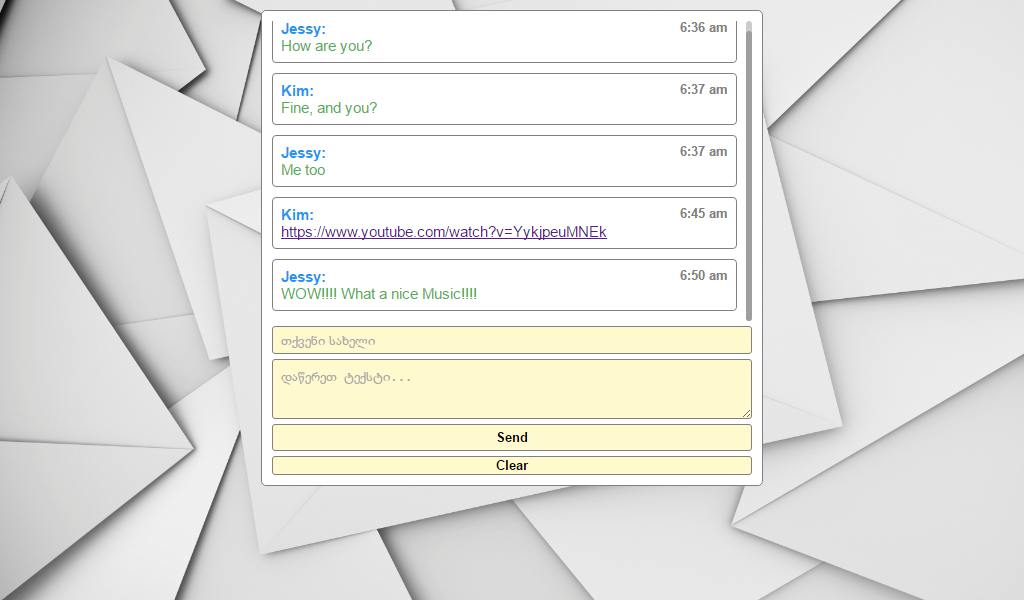 Jessy: 6:36 am
How are you?
Kim: 6:37 am
Fine, and you?
Jessy: 6:37 am
Me too
Kim: 6:45 am
https://www.youtube.com/watch?v=YykjpeuMNEk
Jessy: 6:50 am
WOW!!!! What a nice Music!!!!
თქვენი სახელი
დაწერეთ ტექსტი...
Send
Clear